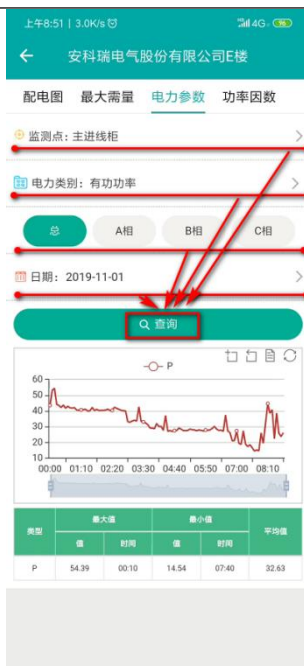 上午8:51 | 3.0K/s
4G
安科瑞电气股份有限公司E楼
配电图 最大需量 电力参数 功率因数
监测点: 主进线柜
电力类别: 有功功率
总 A相 B相 C相
日期: 2019-11-01
查询
P
60
50
40
30
20
10
00:00 01:10 02:20 03:30 04:40 05:50 07:00 08:10
类型 最大值 最小值 平均值
值 时间 值 时间
P 54.39 00:10 14.54 07:40 32.63